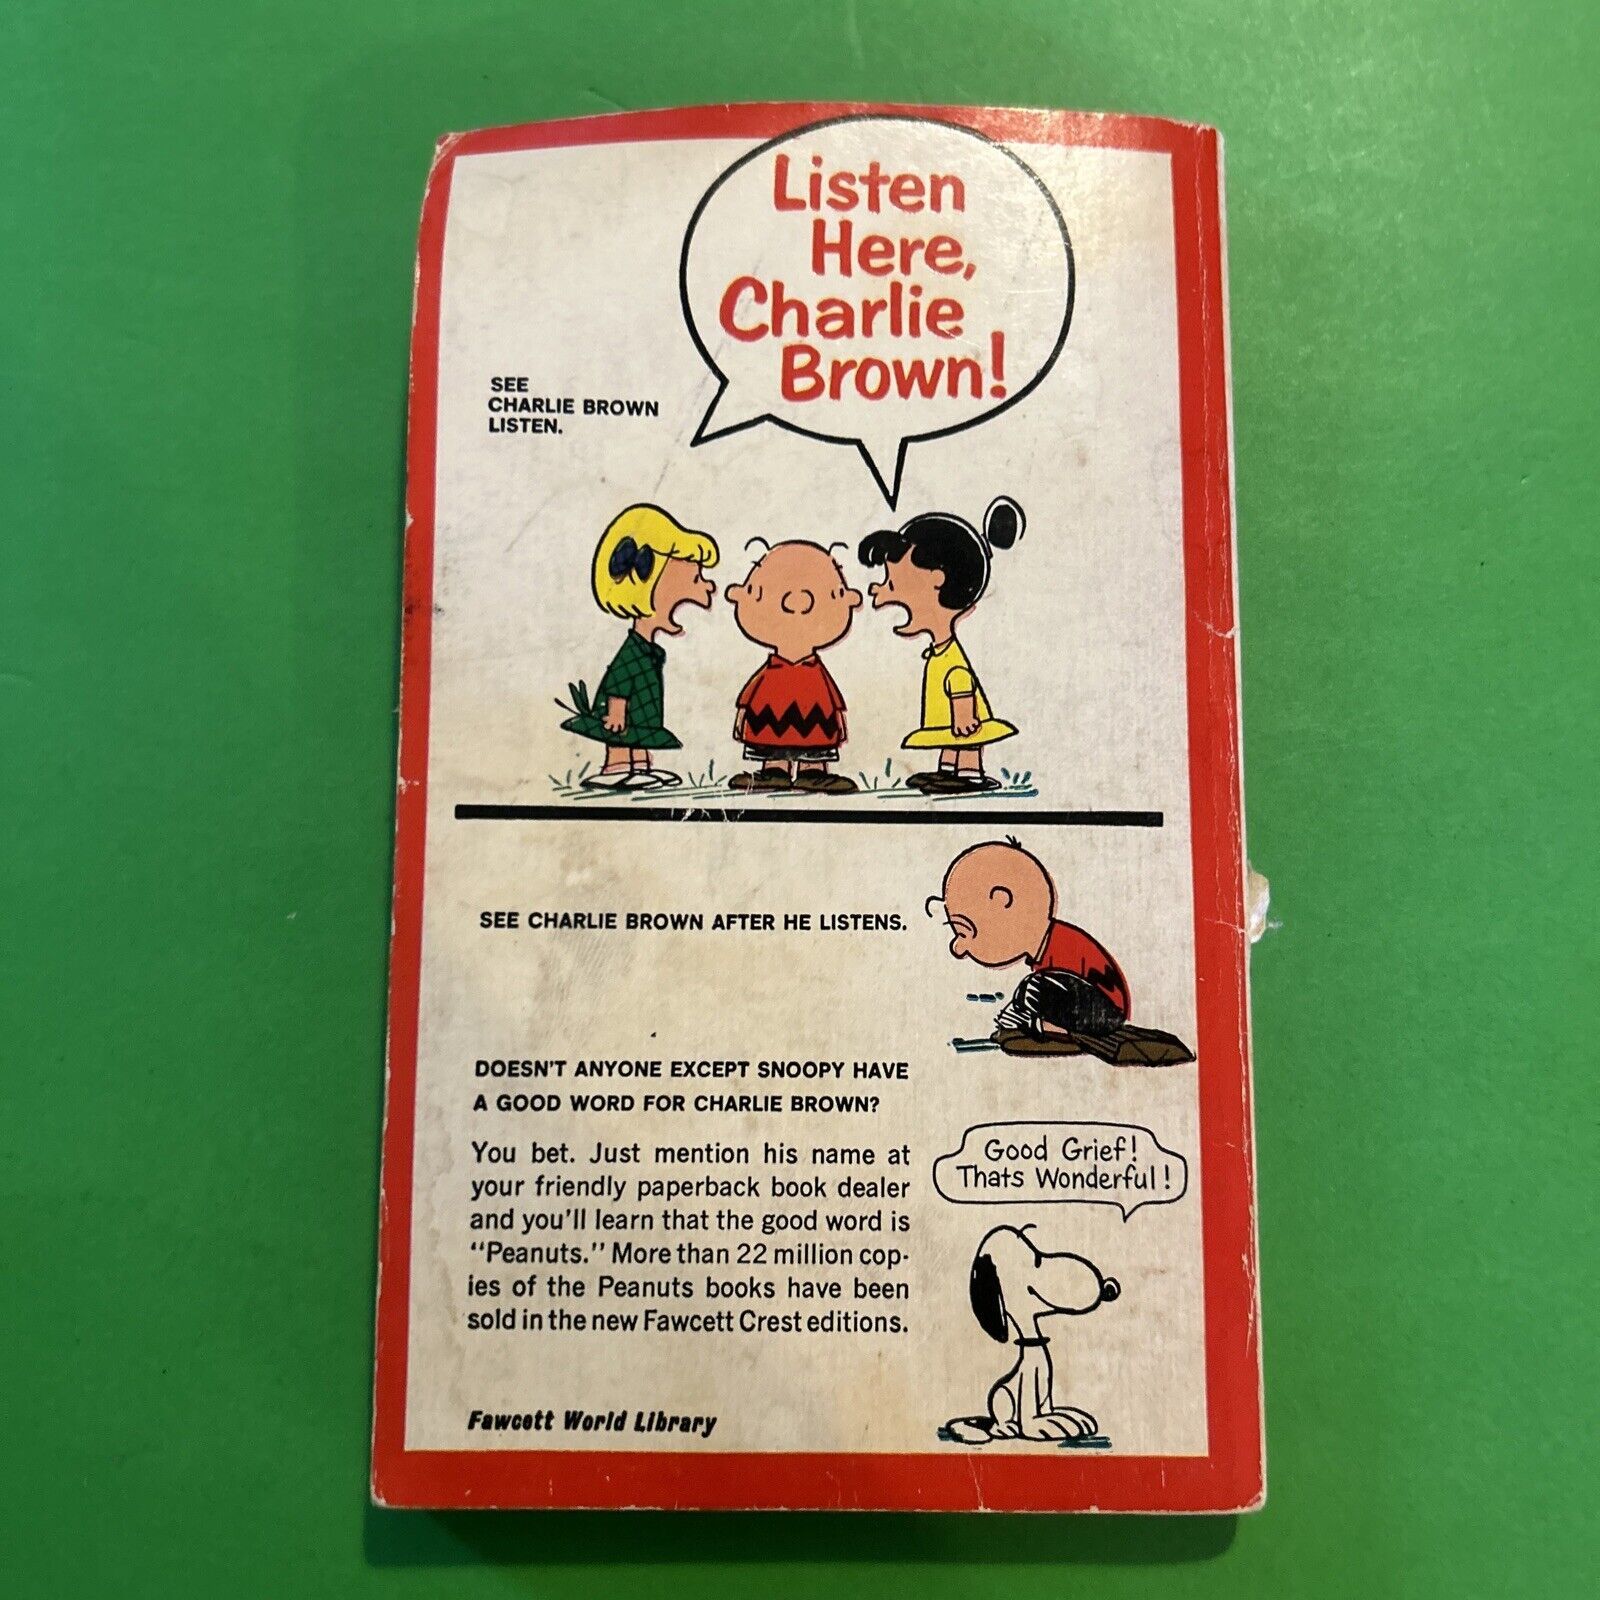 Listen
Here,
Charlie
Brown!
SEE
CHARLIE BROWN
LISTEN.
SEE CHARLIE BROWN AFTER HE LISTENS.
DOESN'T ANYONE EXCEPT SNOOPY HAVE
A GOOD WORD FOR CHARLIE BROWN?
You bet. Just mention his name at
your friendly paperback book dealer
and you'll learn that the good word is
"Peanuts." More than 22 million cop-
ies of the Peanuts books have been
sold in the new Fawcett Crest editions.
Good Grief!
Thats Wonderful!
Fawcett World Library